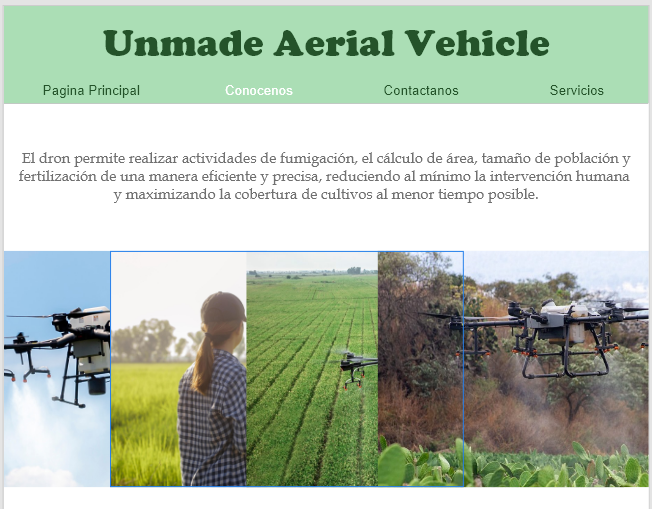 Unmade Aerial Vehicle
Pagina Principal Conocenos Contactanos Servicios
El dron permite realizar actividades de fumigación, el cálculo de área, tamaño de población y
fertilización de una manera eficiente y precisa, reduciendo al mínimo la intervención humana
y maximizando la cobertura de cultivos al menor tiempo posible.